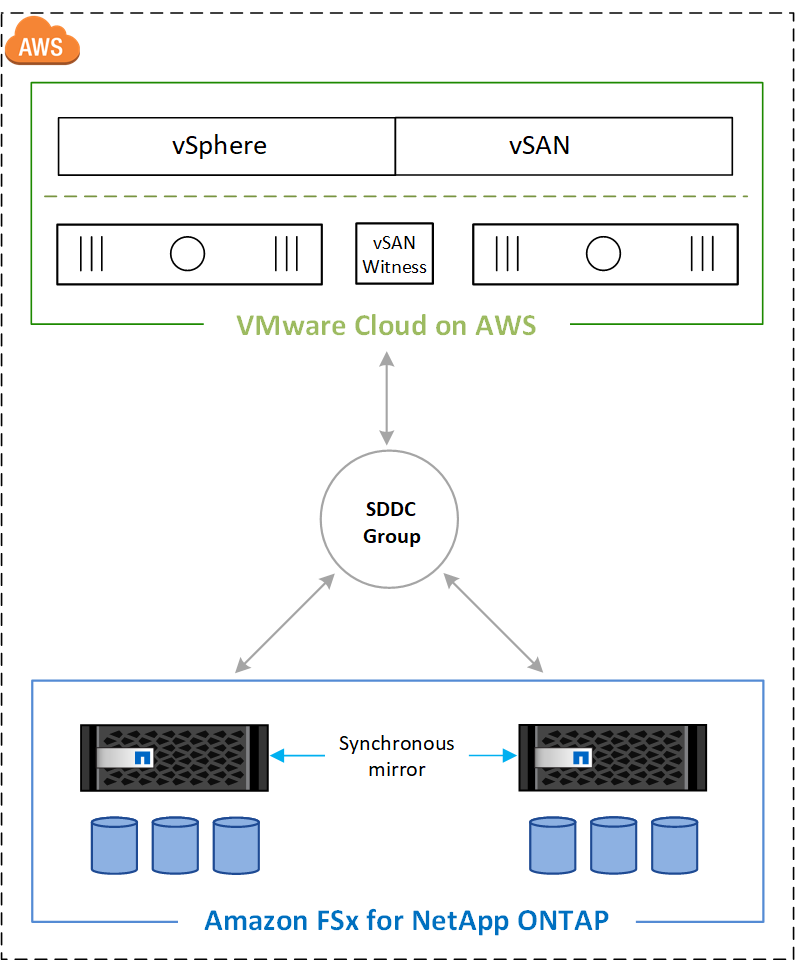 AWS
vSphere
vSAN
vSAN
Witness
VMware Cloud on AWS
SDDC
Group
Synchronous
mirror
Amazon FSx for NetApp ONTAP